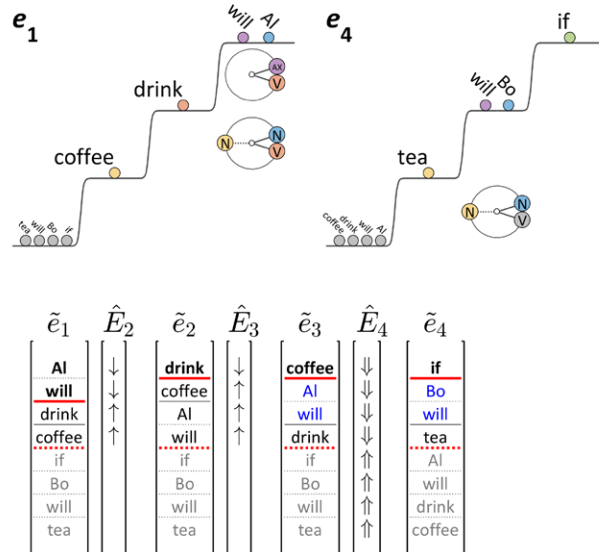 e1
will Al
AX
V
drink
N
N
V
coffee
tea will Bo if
e4
if
will Bo
tea
N
N
V
coffee drink will Al
ẽ1 Ê2 ẽ2 Ê3 ẽ3 Ê4 ẽ4
Al ↓ drink ↓ coffee ⇓ if
will ↓ coffee ↑ Al ⇓ Bo
drink ↑ Al ↑ will ⇓ will
coffee ↑ will ↑ drink ⇓ tea
if if if ⇑ Al
Bo Bo Bo ⇑ will
will will will ⇑ drink
tea tea tea ⇑ coffee